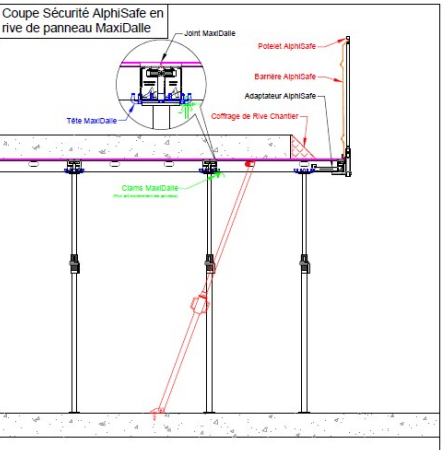 Coupe Sécurité AlphiSafe en
rive de panneau MaxiDalle
Joint MaxiDalle
Potelet AlphiSafe
Barrière AlphiSafe
Adaptateur AlphiSafe
Tête MaxiDalle
Coffrage de Rive Chantier
Clams MaxiDalle